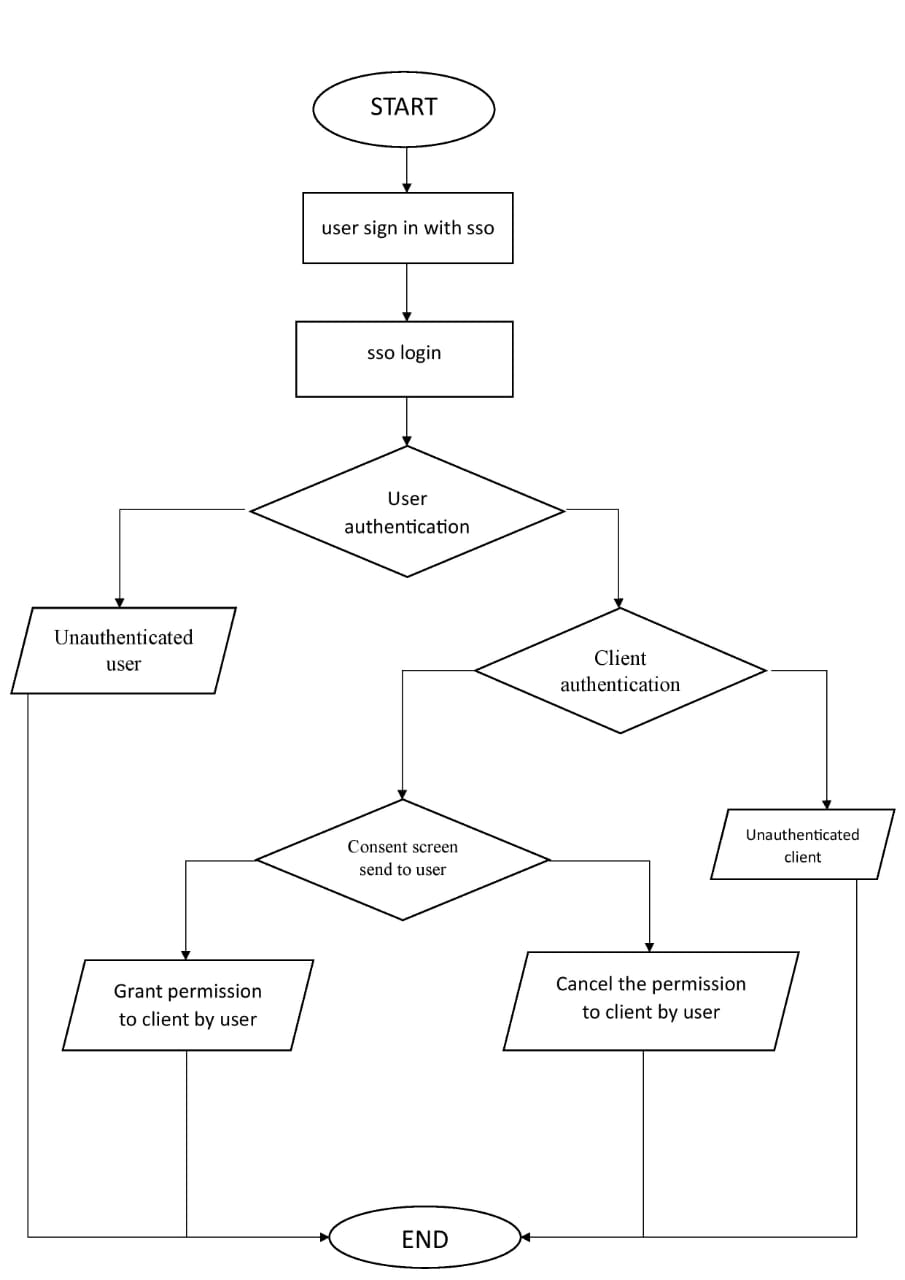 START
user sign in with sso
sso login
User
authentication
Unauthenticated
user
Client
authentication
Consent screen
send to user
Unauthenticated
client
Grant permission
to client by user
Cancel the permission
to client by user
END